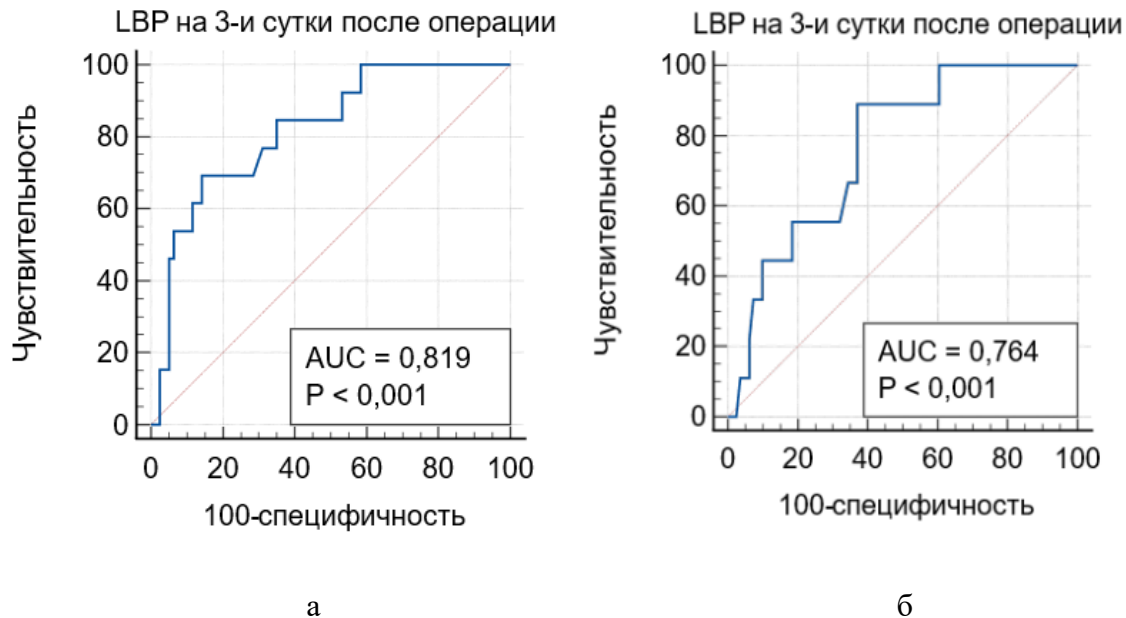 LBP на 3-и сутки после операции
Чувствительность
100
80
60
40
20
0
AUC = 0,819
P < 0,001
0 20 40 60 80 100
100-специфичность
а
LBP на 3-и сутки после операции
Чувствительность
100
80
60
40
20
0
AUC = 0,764
P < 0,001
0 20 40 60 80 100
100-специфичность
б